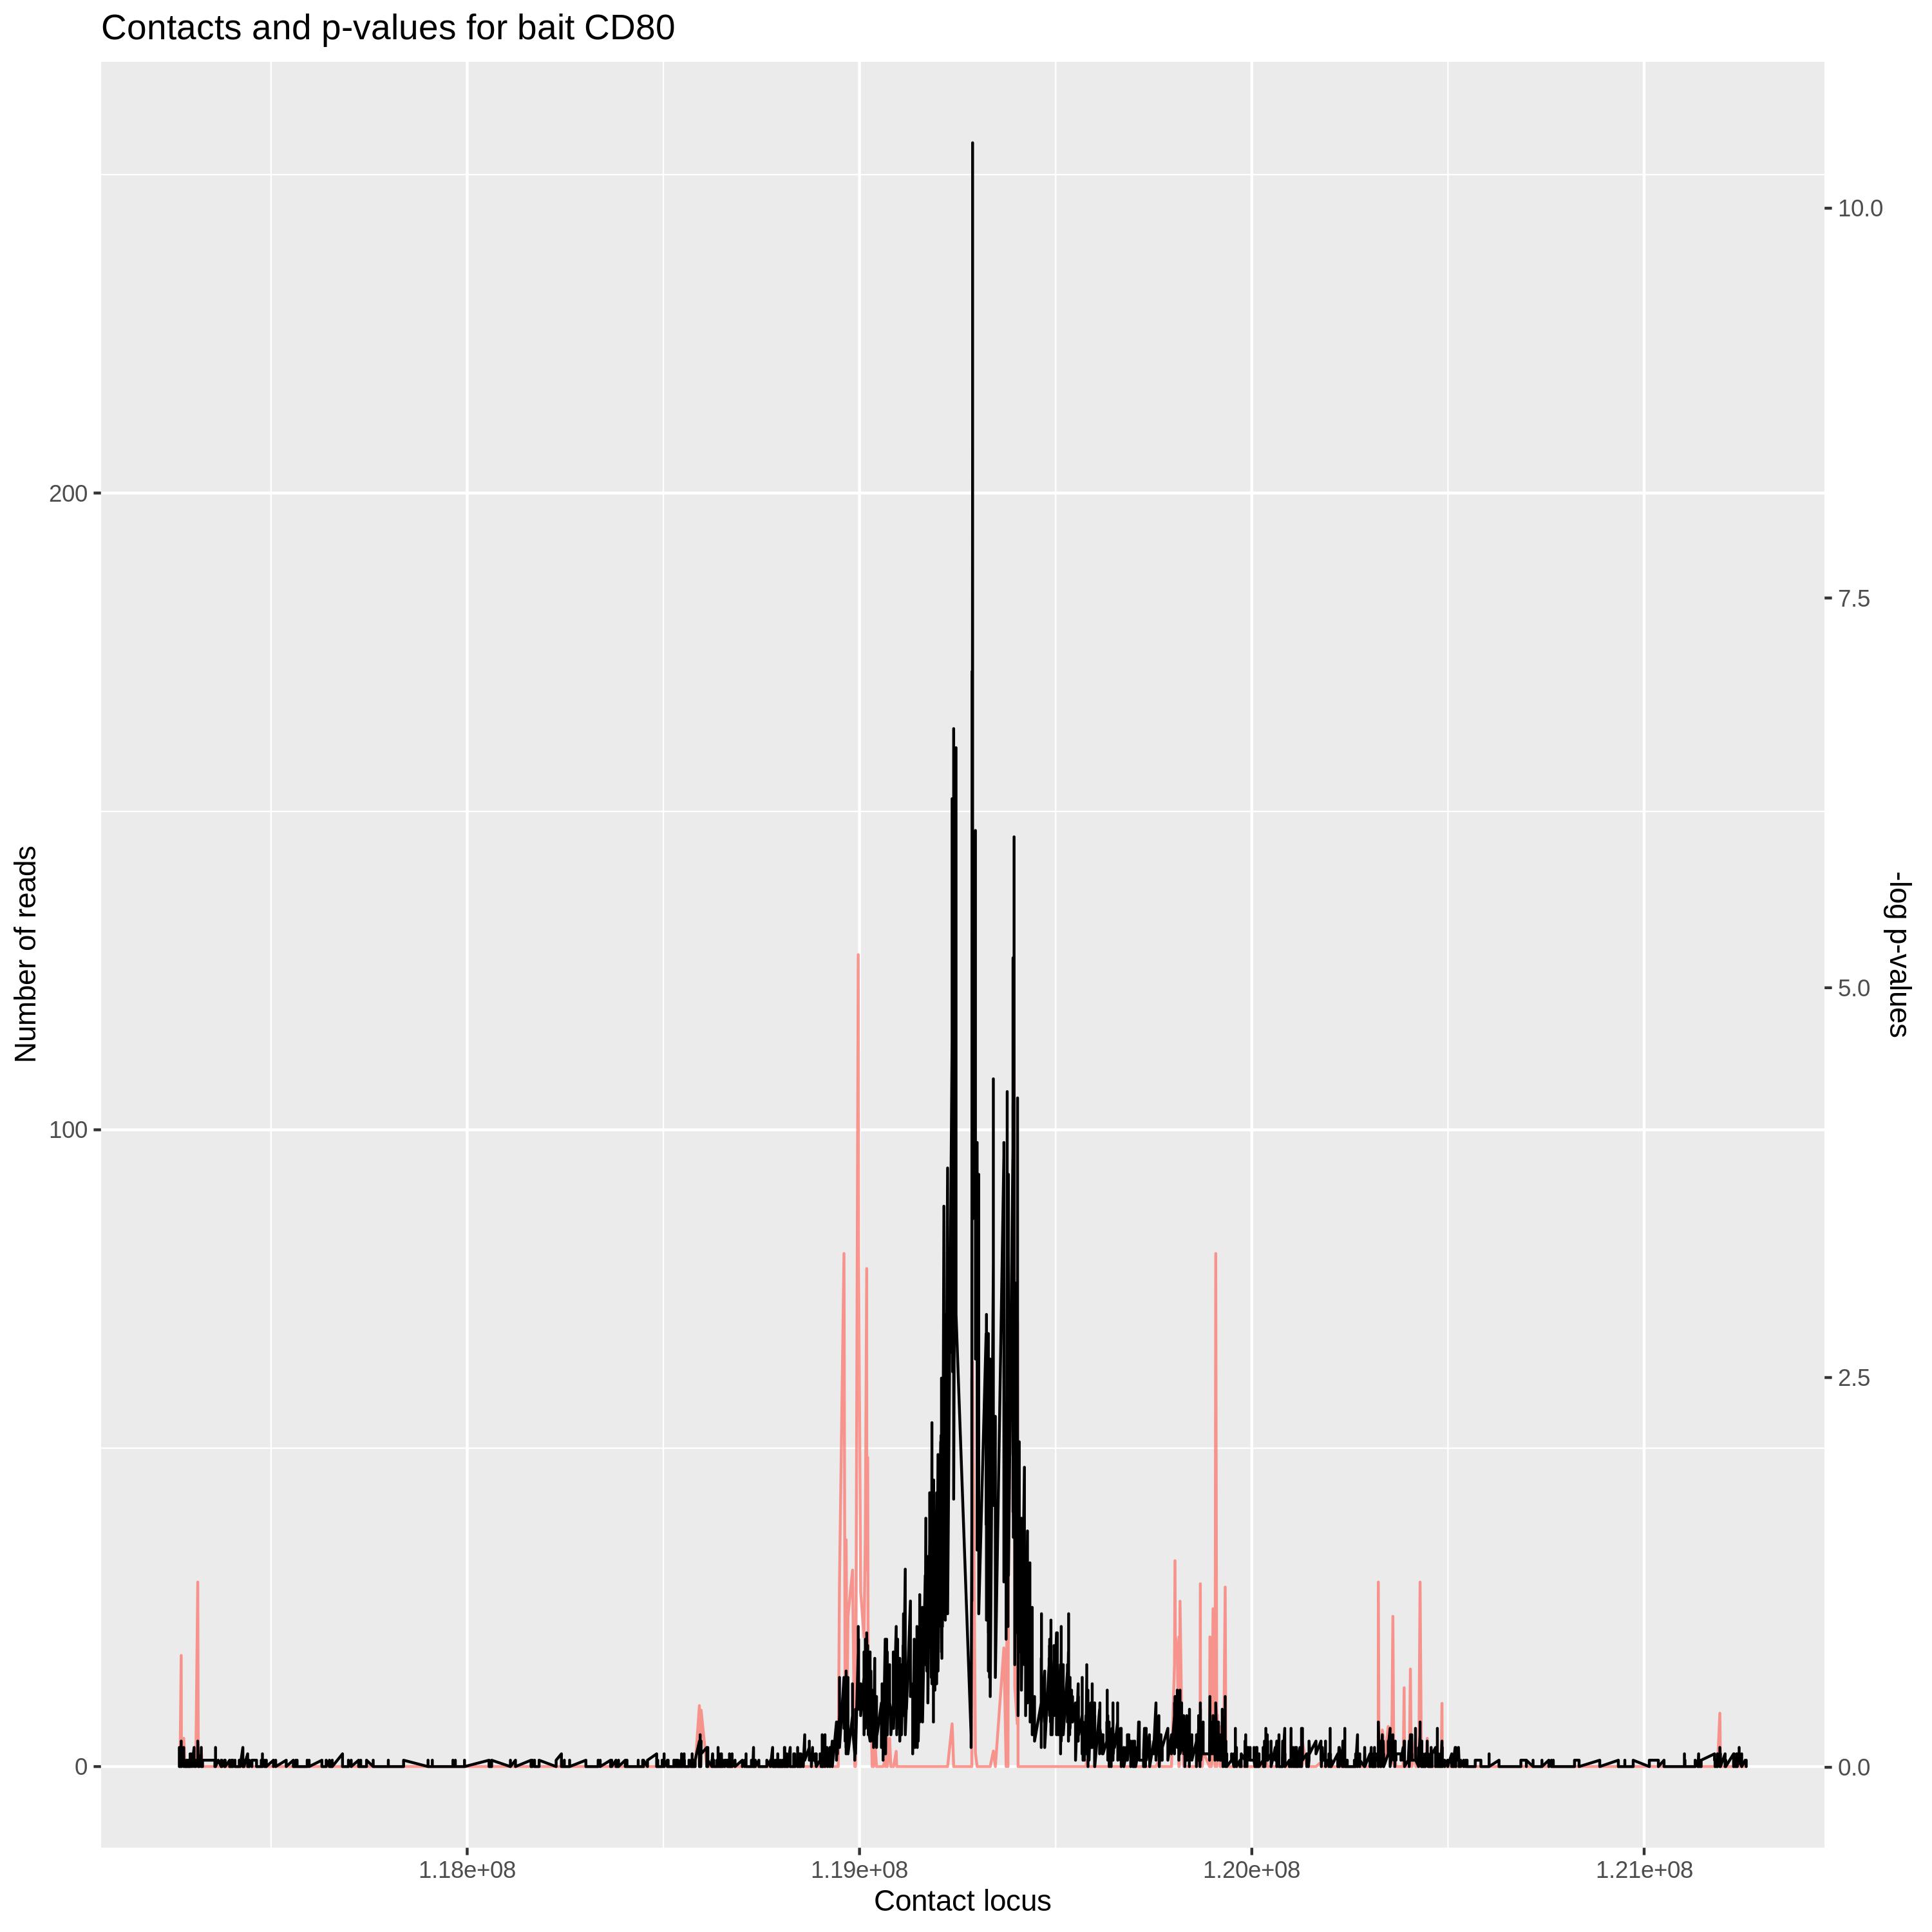 Contacts and p-values for bait CD80
Number of reads
200
100
0
10.0
7.5
5.0
2.5
0.0
-log p-values
1.18e+08
1.19e+08
1.20e+08
1.21e+08
Contact locus